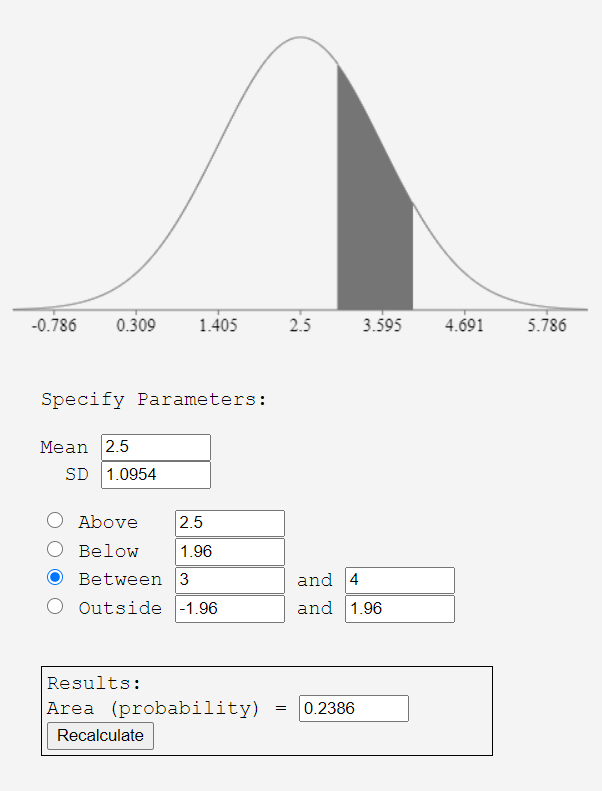 -0.786 0.309 1.405 2.5 3.595 4.691 5.786
Specify Parameters:
Mean 2.5
SD 1.0954
Above 2.5
Below 1.96
Between 3 and 4
Outside -1.96 and 1.96
Results:
Area (probability) = 0.2386
Recalculate